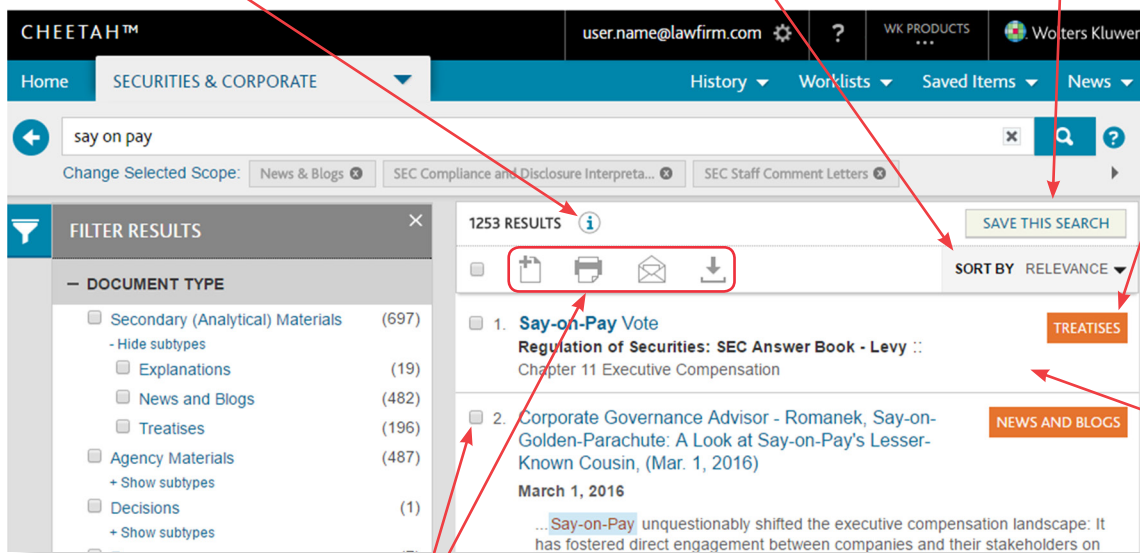 CHEETAH™
user.name@lawfirm.com ? WK PRODUCTS Wolters Kluwer
Home SECURITIES & CORPORATE History Worklists Saved Items News
say on pay
Change Selected Scope: News & Blogs SEC Compliance and Disclosure Interpreta... SEC Staff Comment Letters
FILTER RESULTS
– DOCUMENT TYPE
Secondary (Analytical) Materials (697)
- Hide subtypes
Explanations (19)
News and Blogs (482)
Treatises (196)
Agency Materials (487)
+ Show subtypes
Decisions (1)
+ Show subtypes
1253 RESULTS i
SAVE THIS SEARCH
SORT BY RELEVANCE
1. Say-on-Pay Vote
TREATISES
Regulation of Securities: SEC Answer Book - Levy ::
Chapter 11 Executive Compensation
2. Corporate Governance Advisor - Romanek, Say-on-
NEWS AND BLOGS
Golden-Parachute: A Look at Say-on-Pay's Lesser-
Known Cousin, (Mar. 1, 2016)
March 1, 2016
...Say-on-Pay unquestionably shifted the executive compensation landscape: It
has fostered direct engagement between companies and their stakeholders on